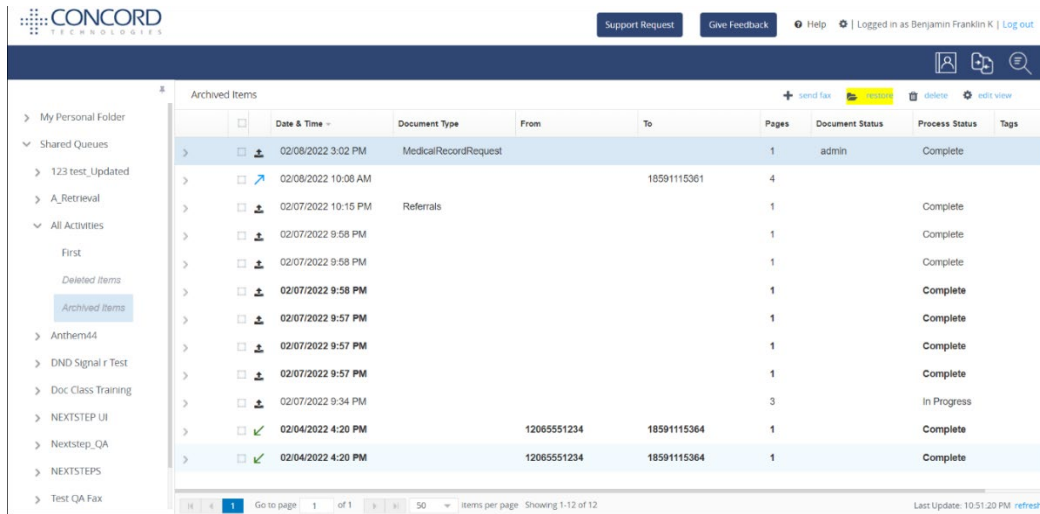 CONCORD
TECHNOLOGIES
Support Request Give Feedback Help | Logged in as Benjamin Franklin K | Log out
Archived Items send fax restore delete edit view
My Personal Folder
Shared Queues
123 test_Updated
A_Retrieval
All Activities
First
Deleted Items
Archived Items
Anthem44
DND Signal r Test
Doc Class Training
NEXTSTEP UI
Nextstep_QA
NEXTSTEPS
Test QA Fax
Date & Time Document Type From To Pages Document Status Process Status Tags
02/08/2022 3:02 PM MedicalRecordRequest 1 admin Complete
02/08/2022 10:08 AM 18591115361 4
02/07/2022 10:15 PM Referrals 1 Complete
02/07/2022 9:58 PM 1 Complete
02/07/2022 9:58 PM 1 Complete
02/07/2022 9:58 PM 1 Complete
02/07/2022 9:57 PM 1 Complete
02/07/2022 9:57 PM 1 Complete
02/07/2022 9:57 PM 1 Complete
02/07/2022 9:34 PM 3 In Progress
02/04/2022 4:20 PM 12065551234 18591115364 1 Complete
02/04/2022 4:20 PM 12065551234 18591115364 1 Complete
1 Go to page 1 of 1 50 items per page Showing 1-12 of 12 Last Update: 10:51:20 PM refresh